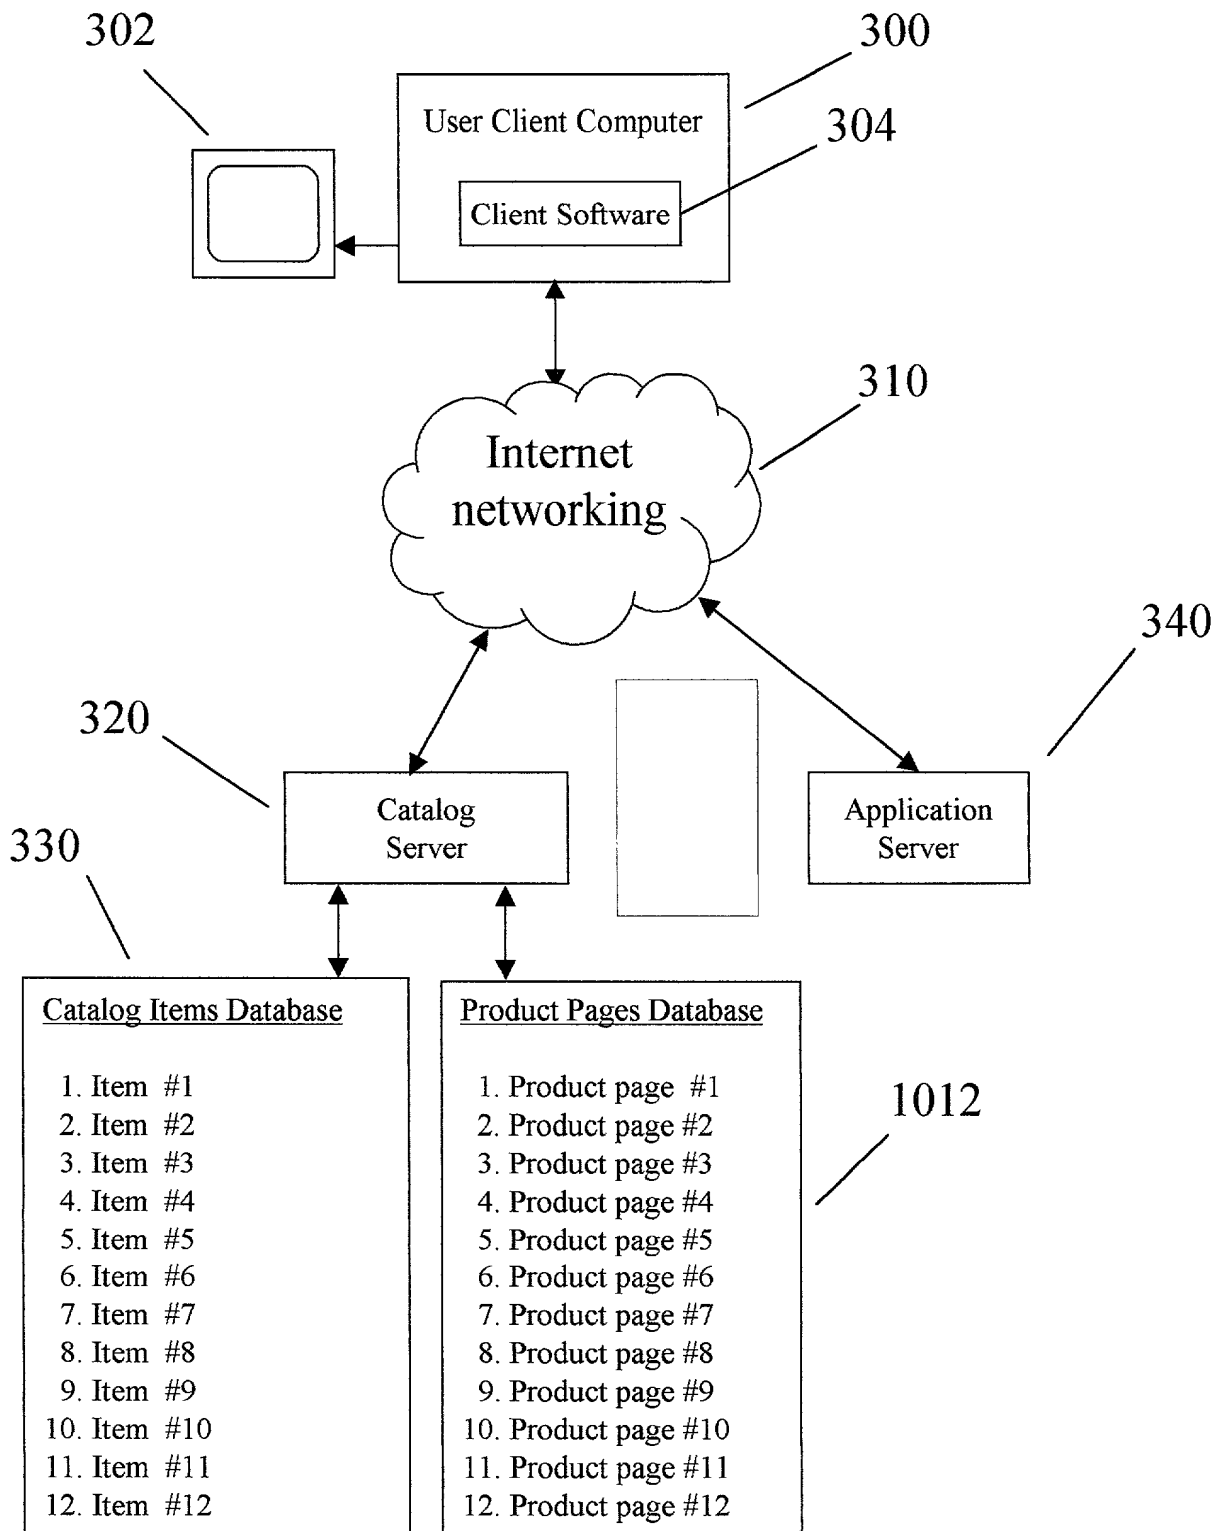 302
300
User Client Computer
304
Client Software
310
Internet
networking
340
320
Catalog
Server
Application
Server
330
Catalog Items Database
1. Item #1
2. Item #2
3. Item #3
4. Item #4
5. Item #5
6. Item #6
7. Item #7
8. Item #8
9. Item #9
10. Item #10
11. Item #11
12. Item #12
Product Pages Database
1. Product page #1
2. Product page #2
3. Product page #3
4. Product page #4
5. Product page #5
6. Product page #6
7. Product page #7
8. Product page #8
9. Product page #9
10. Product page #10
11. Product page #11
12. Product page #12
1012